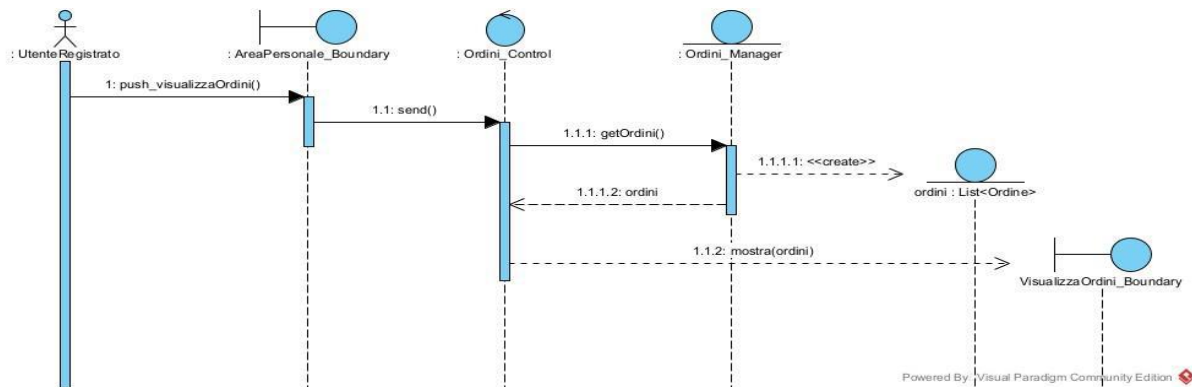 : UtenteRegistrato
: AreaPersonale_Boundary
: Ordini_Control
: Ordini_Manager
1: push_visualizzaOrdini()
1.1: send()
1.1.1: getOrdini()
1.1.1.1: <<create>>
ordini : List<Ordine>
1.1.1.2: ordini
1.1.2: mostra(ordini)
VisualizzaOrdini_Boundary
Powered By Visual Paradigm Community Edition